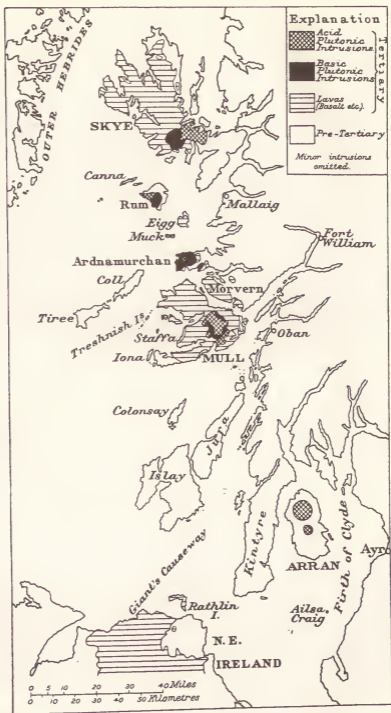 Explanation
Acid
Plutonic
Intrusions.
Basic
Plutonic
Intrusions
Lavas
(Basalt etc).
Tertiary
Pre-Tertiary
Minor intrusions
omitted.
OUTER HEBRIDES
SKYE
Canna
Rum
Mallaig
Eigg
Muck
Fort
William
Ardnamurchan
Coll
Morvern
Tiree
Treshnish Is.
Staffa
Oban
Iona
MULL
Colonsay
Jura
Islay
Kintyre
ARRAN
Firth of Clyde
Ayr
Giant's Causeway
Rathlin
I.
Ailsa
Craig
N.E.
IRELAND
0 5 10 20 30 40 Miles
0 5 10 20 30 40 50 Kilometres